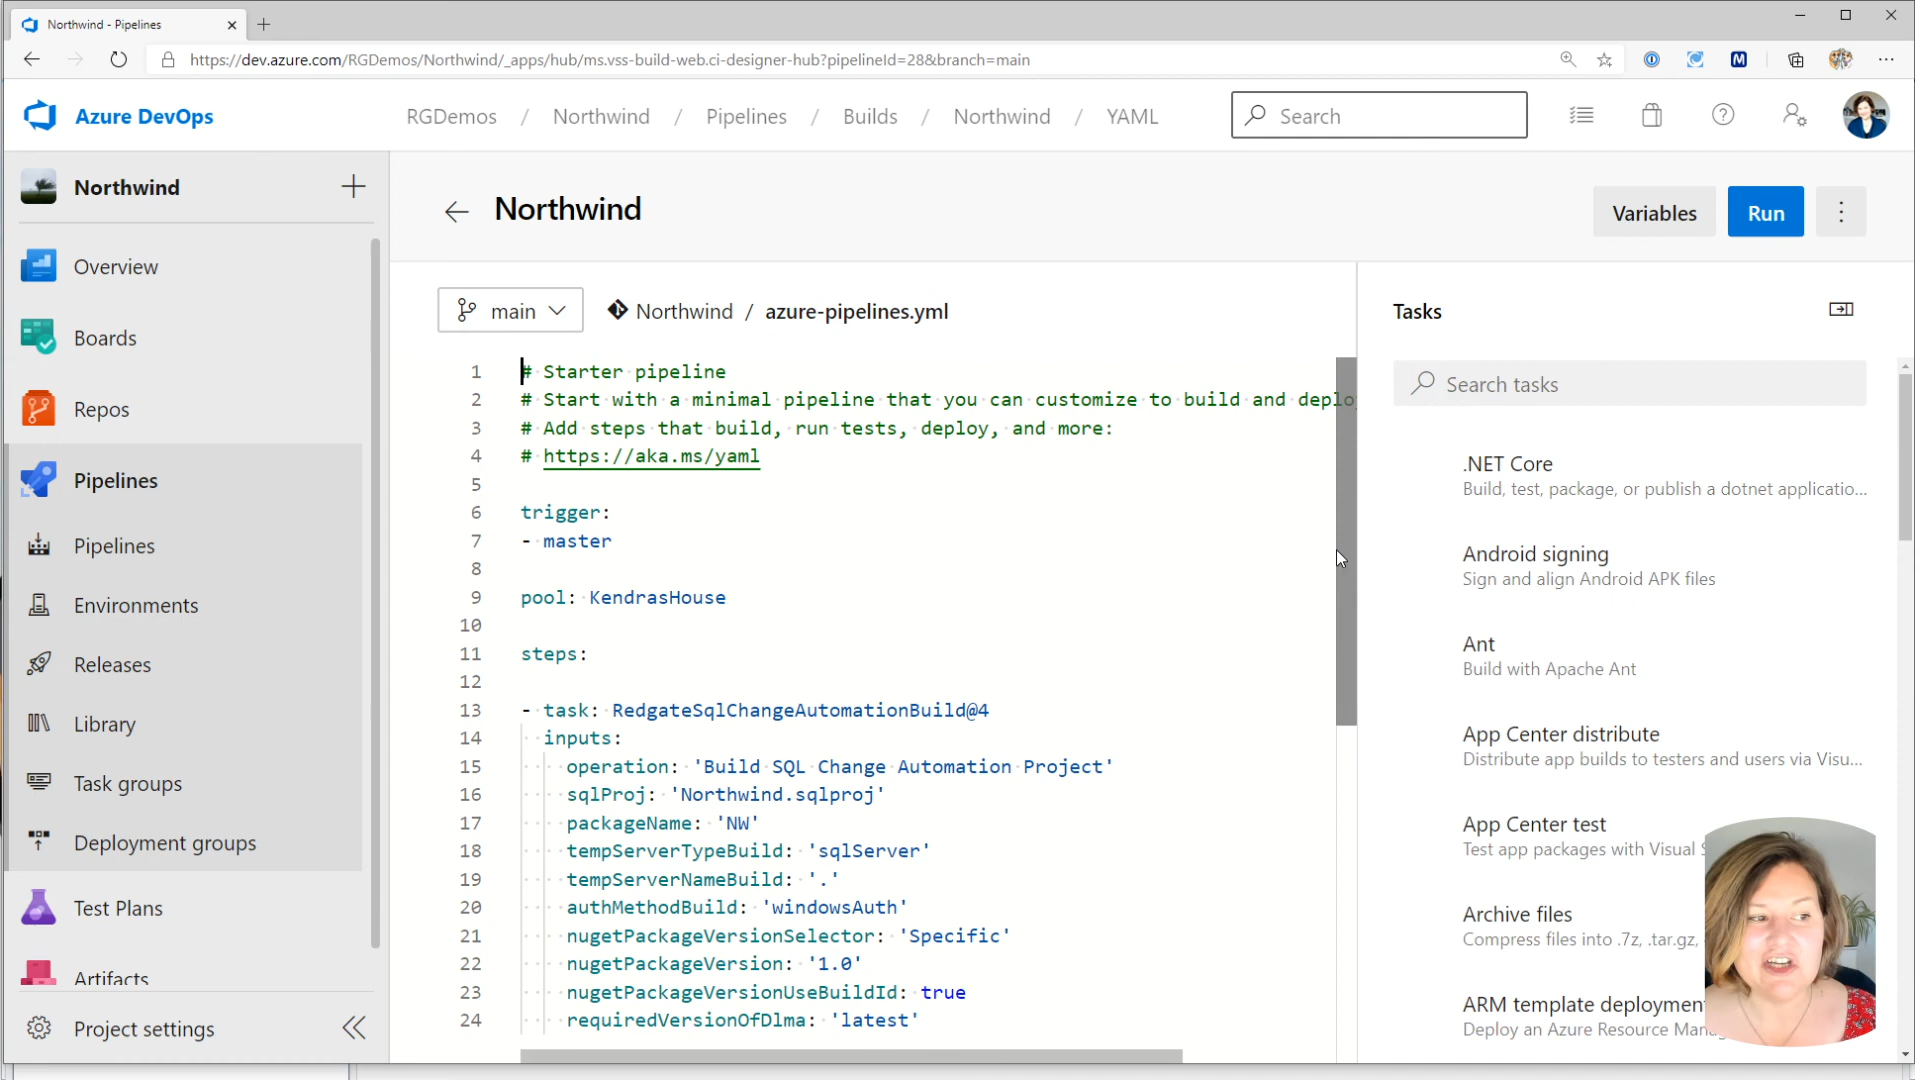 Northwind - Pipelines
https://dev.azure.com/RGDemos/Northwind/_apps/hub/ms.vss-build-web.ci-designer-hub?pipelineId=28&branch=main
Azure DevOps
RGDemos / Northwind / Pipelines / Builds / Northwind / YAML
Search
Northwind
Overview
Boards
Repos
Pipelines
Pipelines
Environments
Releases
Library
Task groups
Deployment groups
Test Plans
Artifacts
Project settings
Northwind
Variables
Run
main
Northwind / azure-pipelines.yml
1 # Starter pipeline
2 # Start with a minimal pipeline that you can customize to build and deplo
3 # Add steps that build, run tests, deploy, and more:
4 # https://aka.ms/yaml
5
6 trigger:
7 - master
8
9 pool: KendrasHouse
10
11 steps:
12
13 - task: RedgateSqlChangeAutomationBuild@4
14 inputs:
15 operation: 'Build SQL Change Automation Project'
16 sqlProj: 'Northwind.sqlproj'
17 packageName: 'NW'
18 tempServerTypeBuild: 'sqlServer'
19 tempServerNameBuild: '.'
20 authMethodBuild: 'windowsAuth'
21 nugetPackageVersionSelector: 'Specific'
22 nugetPackageVersion: '1.0'
23 nugetPackageVersionUseBuildId: true
24 requiredVersionOfDlma: 'latest'
Tasks
Search tasks
.NET Core
Build, test, package, or publish a dotnet applicatio...
Android signing
Sign and align Android APK files
Ant
Build with Apache Ant
App Center distribute
Distribute app builds to testers and users via Visu...
App Center test
Test app packages with Visual
Archive files
Compress files into .7z, .tar.gz,
ARM template deployment
Deploy an Azure Resource Mana